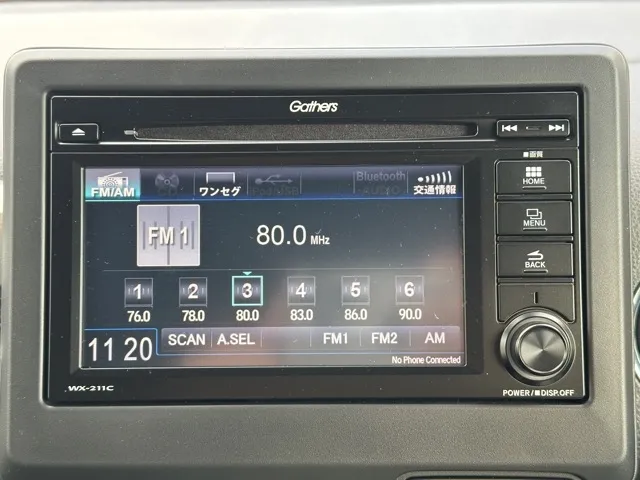 Gathers
■画質
FM/AM
ワンセグ
Bluetooth
AUDIO
交通情報
HOME
FM 1
80.0 MHz
MENU
1 2 3 4 5 6
76.0 78.0 80.0 83.0 86.0 90.0
BACK
11 20
SCAN A.SEL FM1 FM2 AM
No Phone Connected
WX-211C
POWER/■DISP.OFF